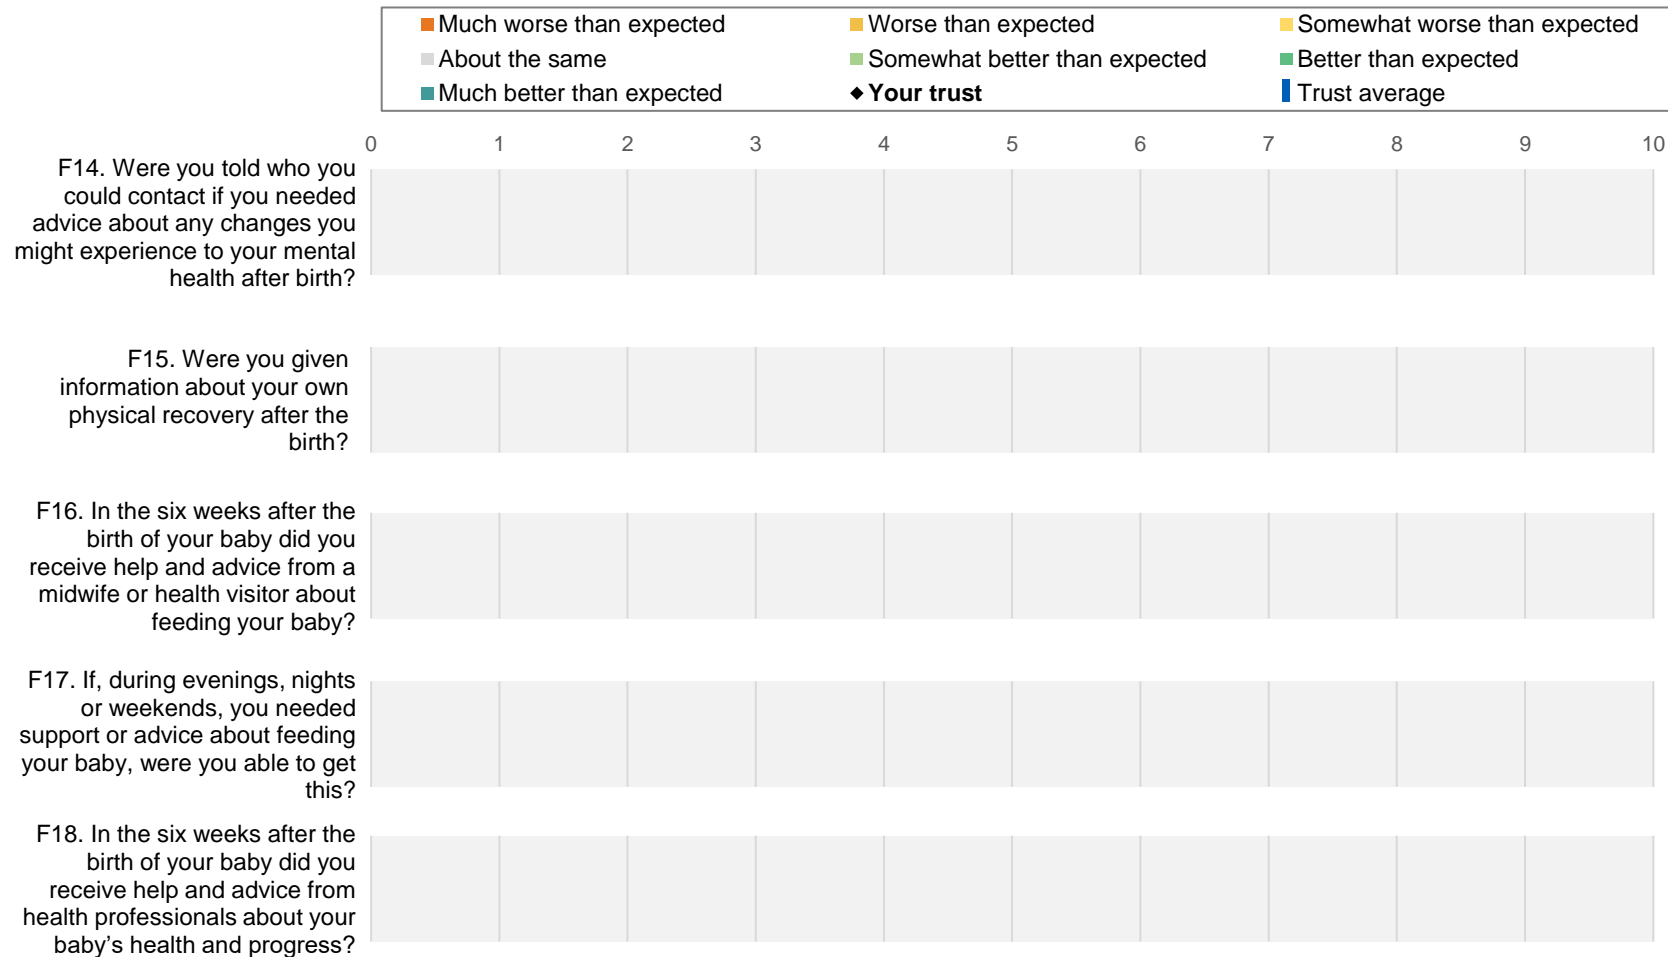 Much worse than expected
Worse than expected
Somewhat worse than expected
About the same
Somewhat better than expected
Better than expected
Much better than expected
Your trust
Trust average
0 1 2 3 4 5 6 7 8 9 10
F14. Were you told who you
could contact if you needed
advice about any changes you
might experience to your mental
health after birth?
F15. Were you given
information about your own
physical recovery after the
birth?
F16. In the six weeks after the
birth of your baby did you
receive help and advice from a
midwife or health visitor about
feeding your baby?
F17. If, during evenings, nights
or weekends, you needed
support or advice about feeding
your baby, were you able to get
this?
F18. In the six weeks after the
birth of your baby did you
receive help and advice from
health professionals about your
baby’s health and progress?